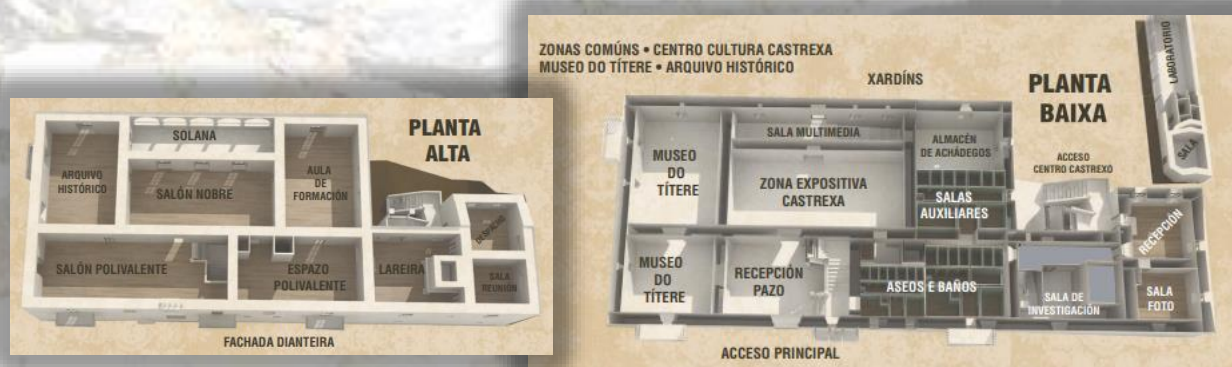 PLANTA
ALTA
SOLANA
ARQUIVO
HISTÓRICO
SALÓN NOBRE
AULA
DE
FORMACIÓN
DESPACHO
SALÓN POLIVALENTE
ESPAZO
POLIVALENTE
LAREIRA
SALA
REUNIÓN
FACHADA DIANTEIRA
ZONAS COMÚNS • CENTRO CULTURA CASTREXA
MUSEO DO TÍTERE • ARQUIVO HISTÓRICO
XARDÍNS
PLANTA
BAIXA
LABORATORIO
SALA
MUSEO
DO
TÍTERE
SALA MULTIMEDIA
ZONA EXPOSITIVA
CASTREXA
ALMACÉN
DE ACHÁDEGOS
SALAS
AUXILIARES
ACCESO
CENTRO CASTREXO
RECEPCIÓN
MUSEO
DO
TÍTERE
RECEPCIÓN
PAZO
ASEOS E BAÑOS
SALA DE
INVESTIGACIÓN
SALA
FOTO
ACCESO PRINCIPAL